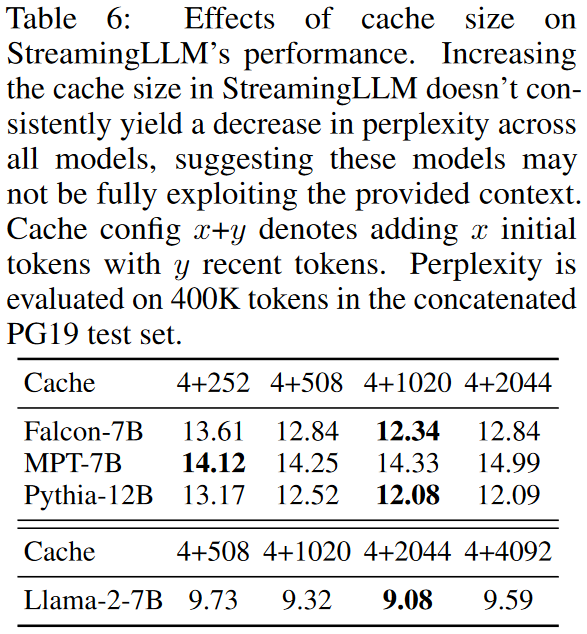 Table 6: Effects of cache size on
StreamingLLM's performance. Increasing
the cache size in StreamingLLM doesn't con-
sistently yield a decrease in perplexity across
all models, suggesting these models may
not be fully exploiting the provided context.
Cache config x+y denotes adding x initial
tokens with y recent tokens. Perplexity is
evaluated on 400K tokens in the concatenated
PG19 test set.
Cache 4+252 4+508 4+1020 4+2044
Falcon-7B 13.61 12.84 12.34 12.84
MPT-7B 14.12 14.25 14.33 14.99
Pythia-12B 13.17 12.52 12.08 12.09
Cache 4+508 4+1020 4+2044 4+4092
Llama-2-7B 9.73 9.32 9.08 9.59